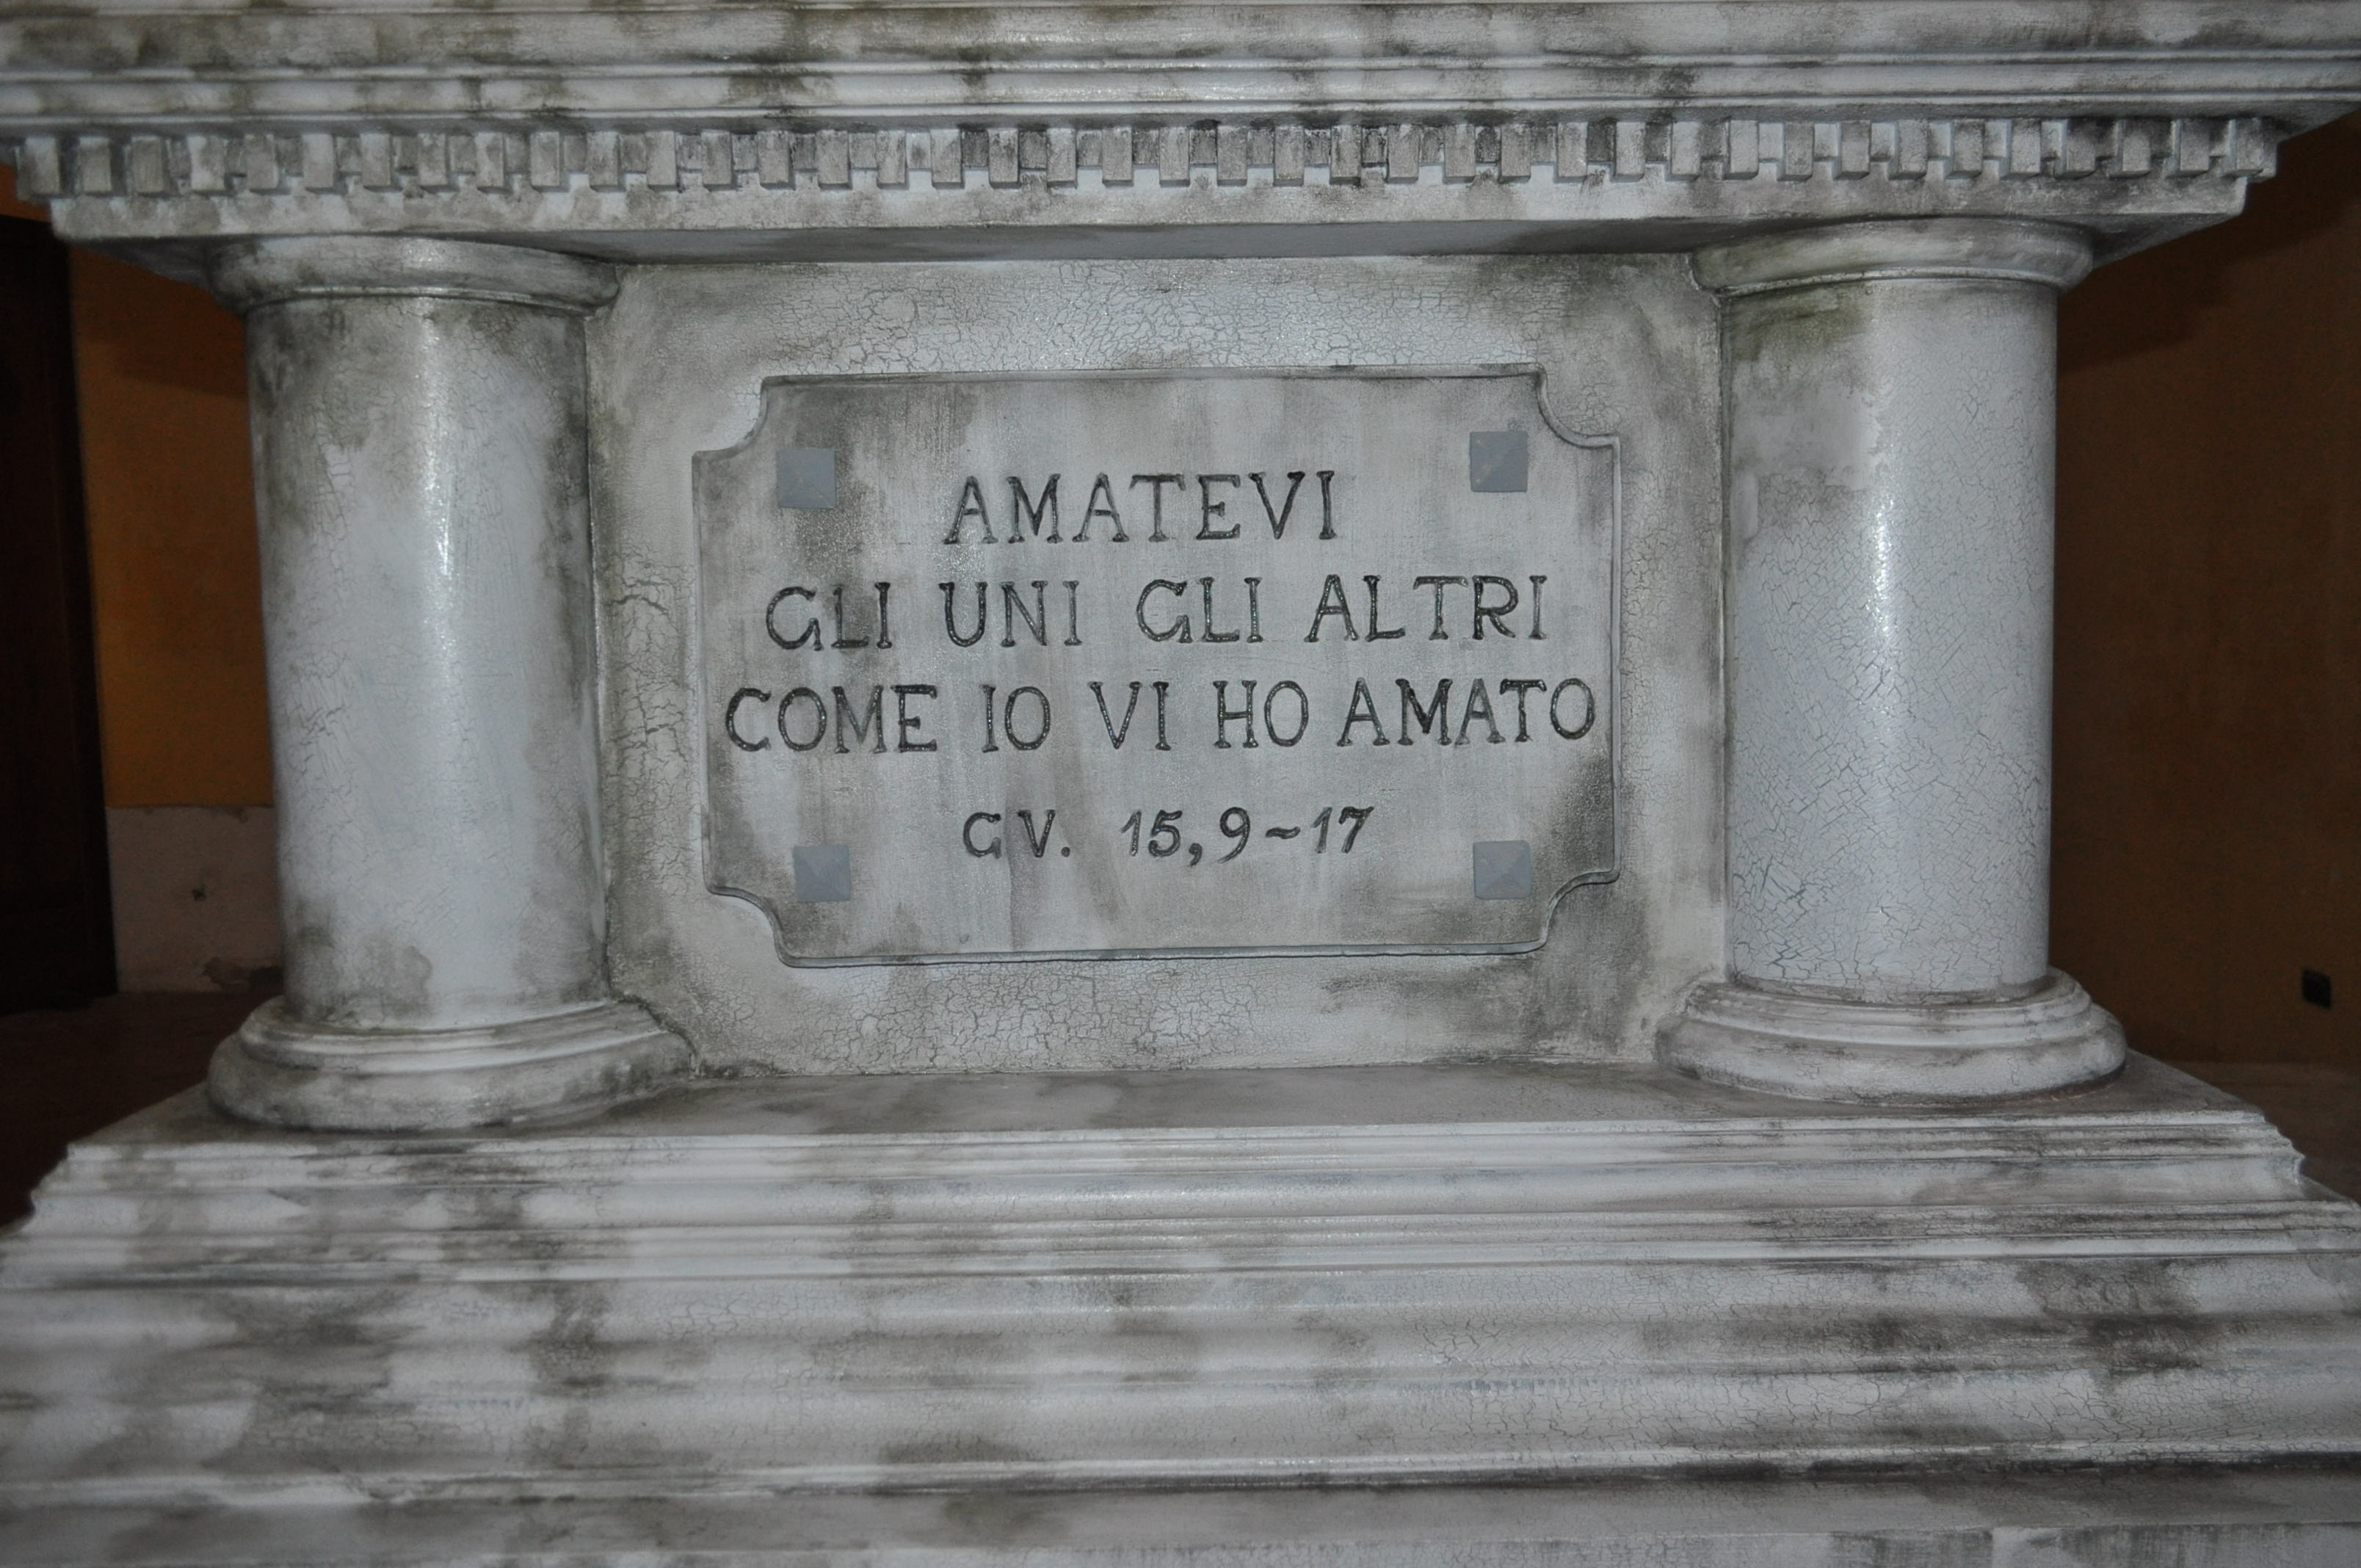 AMATEVI
GLI UNI GLI ALTRI
COME IO VI HO AMATO
GV. 15,9~17